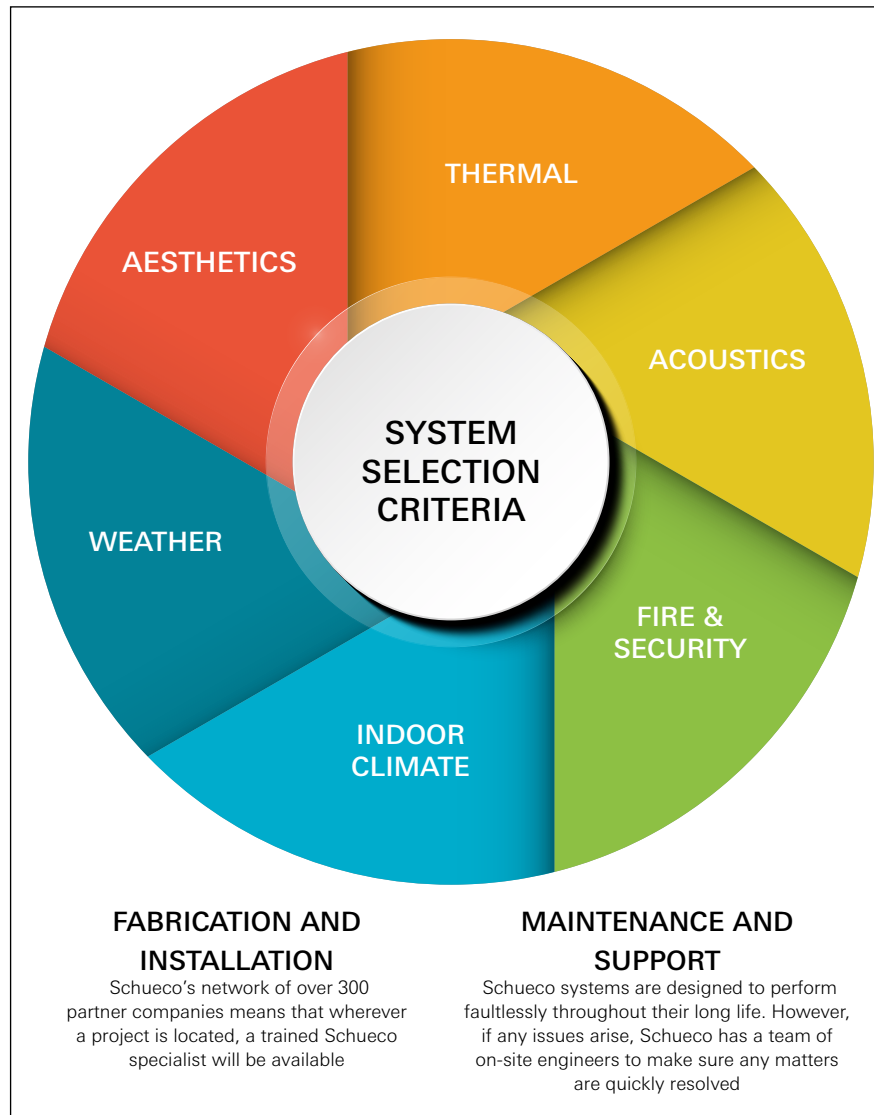 THERMAL
AESTHETICS
ACOUSTICS
SYSTEM
SELECTION
CRITERIA
WEATHER
FIRE &
SECURITY
INDOOR
CLIMATE
FABRICATION AND
INSTALLATION
Schueco’s network of over 300
partner companies means that wherever
a project is located, a trained Schueco
specialist will be available
MAINTENANCE AND
SUPPORT
Schueco systems are designed to perform
faultlessly throughout their long life. However,
if any issues arise, Schueco has a team of
on-site engineers to make sure any matters
are quickly resolved